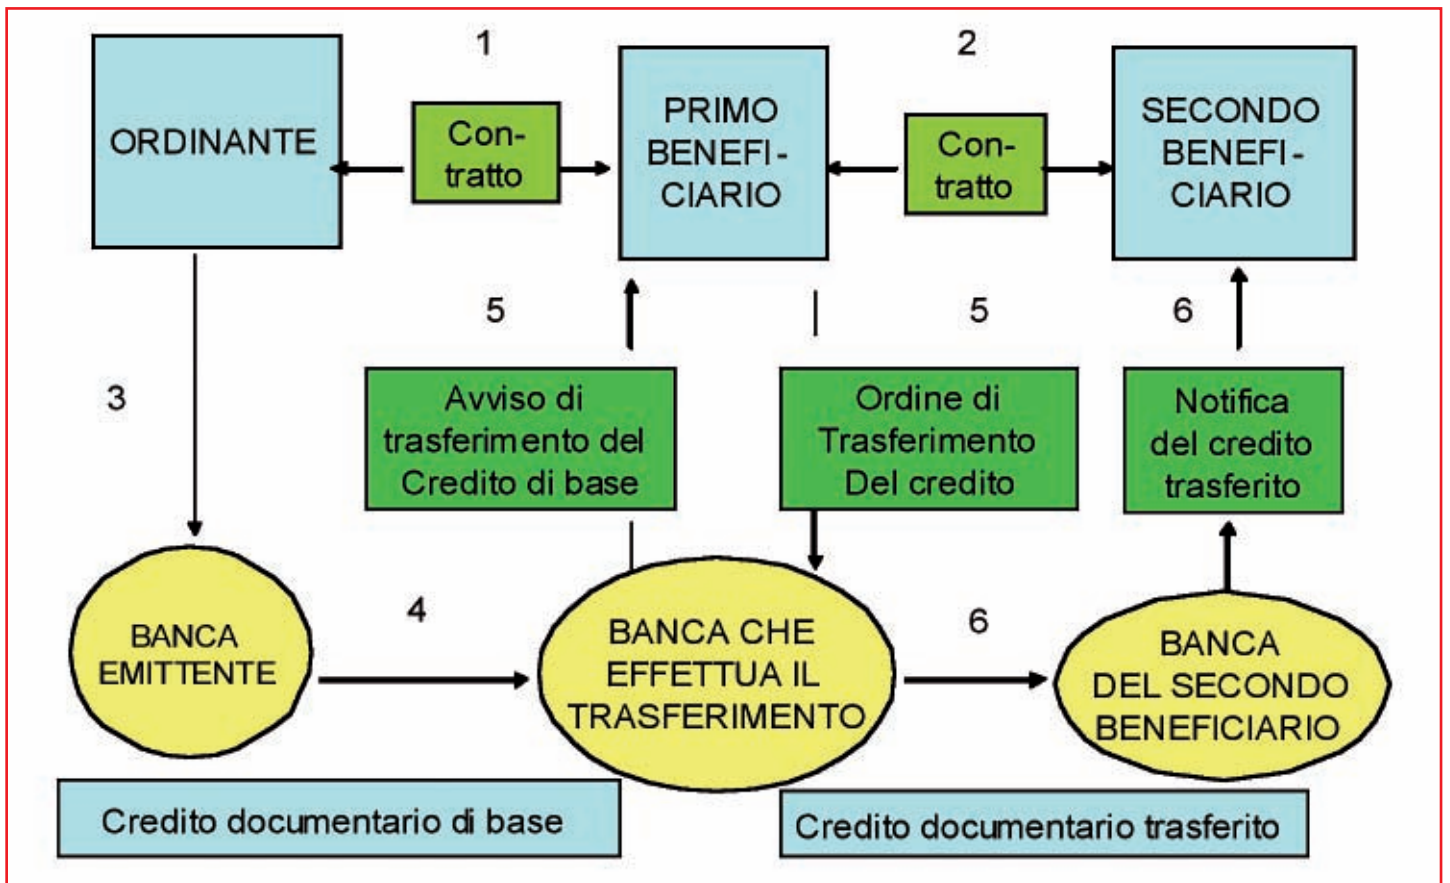 1
2
ORDINANTE
Con-
tratto
PRIMO
BENEFI-
CIARIO
Con-
tratto
SECONDO
BENEFI-
CIARIO
5
5
6
3
Avviso di
trasferimento del
Credito di base
Ordine di
Trasferimento
Del credito
Notifica
del credito
trasferito
4
6
BANCA
EMITTENTE
BANCA CHE
EFFETTUA IL
TRASFERIMENTO
BANCA
DEL SECONDO
BENEFICIARIO
Credito documentario di base
Credito documentario trasferito